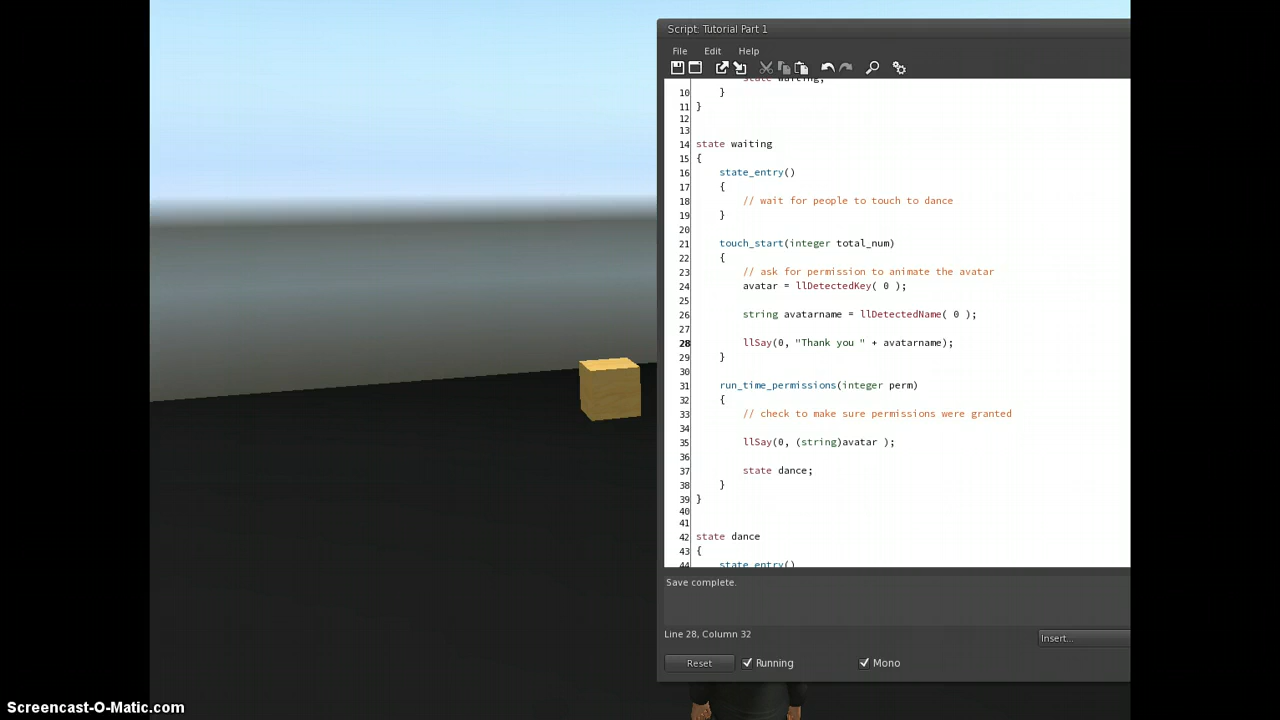 Script: Tutorial Part 1
File Edit Help
state waiting;
10 }
11 }
12
13
14 state waiting
15 {
16 state_entry()
17 {
18 // wait for people to touch to dance
19 }
20
21 touch_start(integer total_num)
22 {
23 // ask for permission to animate the avatar
24 avatar = llDetectedKey( 0 );
25
26 string avatarname = llDetectedName( 0 );
27
28 llSay(0, "Thank you " + avatarname);
29 }
30
31 run_time_permissions(integer perm)
32 {
33 // check to make sure permissions were granted
34
35 llSay(0, (string)avatar );
36
37 state dance;
38 }
39 }
40
41
42 state dance
43 {
44 state_entry()
Save complete.
Line 28, Column 32
Insert...
Reset Running Mono
Screencast-O-Matic.com